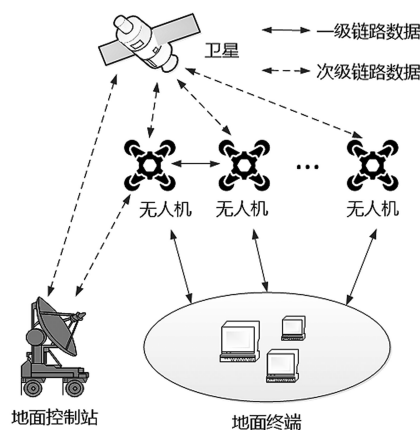 卫星
一级链路数据
次级链路数据
无人机
无人机
无人机
地面控制站
地面终端